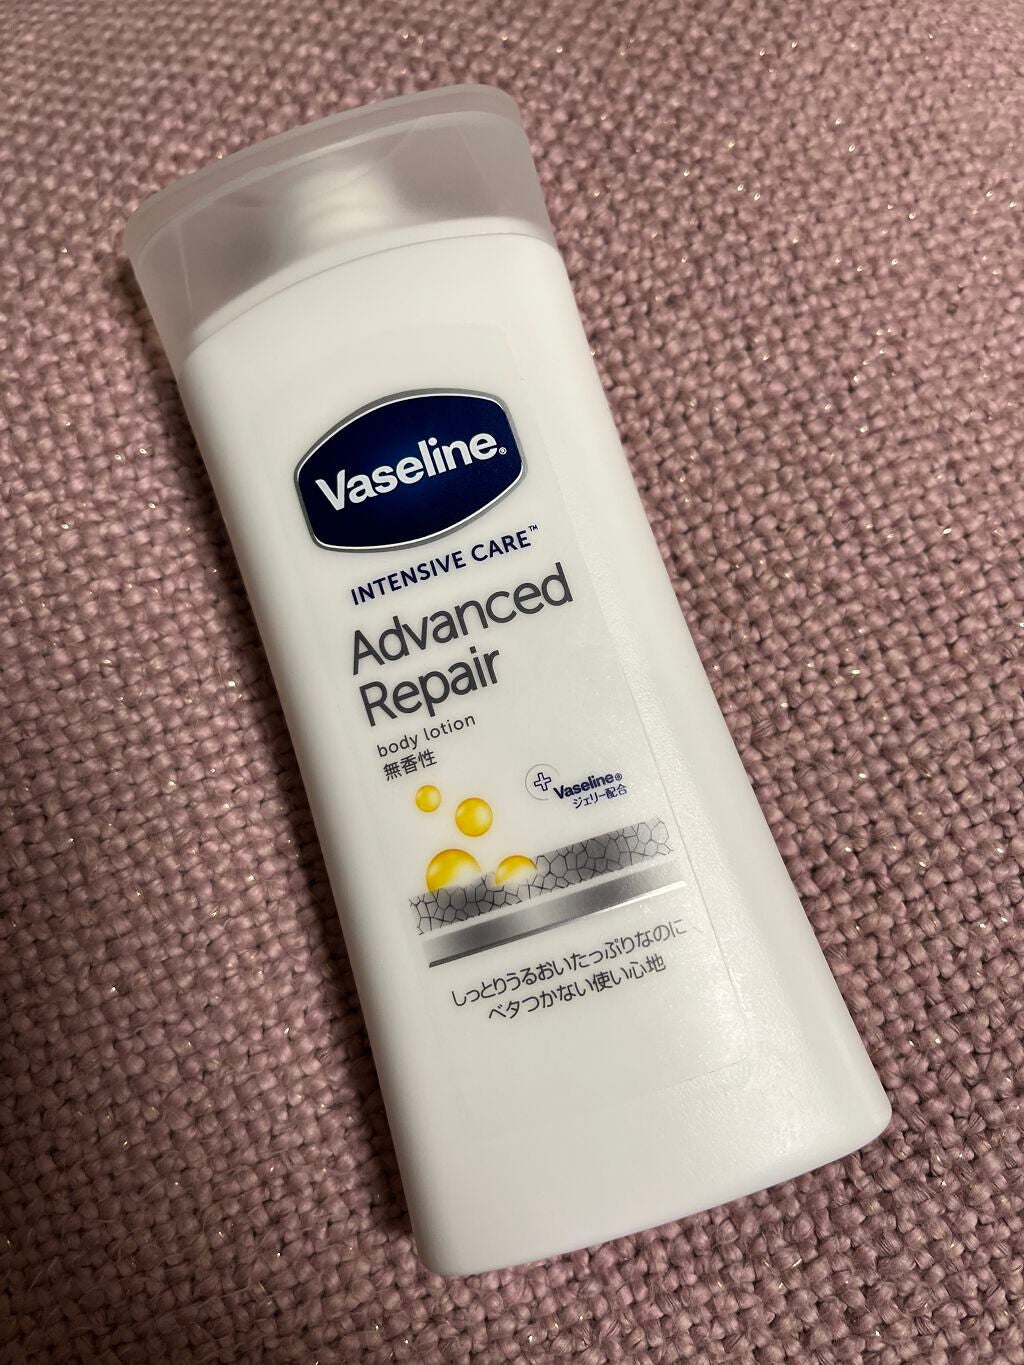 Vaseline®
INTENSIVE CARE™
Advanced
Repair
body lotion
無香性
Vaseline®
ジェリー配合
しっとりうるおいたっぷりなのに
ベタつかない使い心地